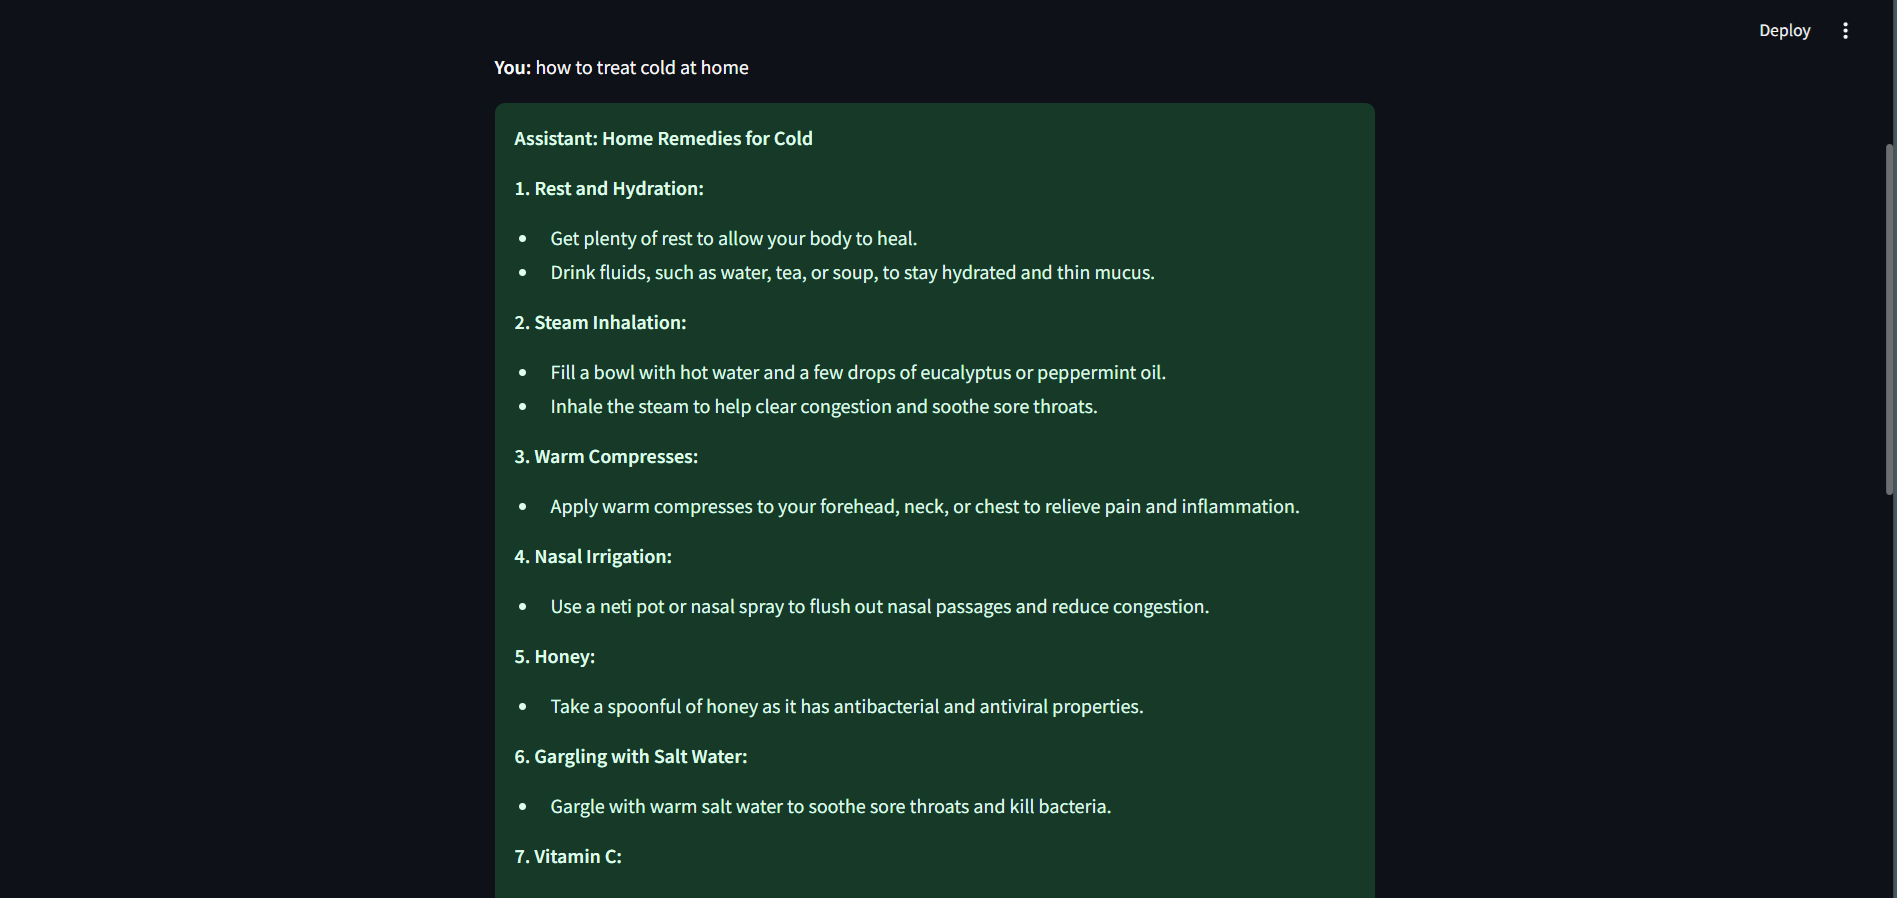 Deploy
You: how to treat cold at home
Assistant: Home Remedies for Cold
1. Rest and Hydration:
• Get plenty of rest to allow your body to heal.
• Drink fluids, such as water, tea, or soup, to stay hydrated and thin mucus.
2. Steam Inhalation:
• Fill a bowl with hot water and a few drops of eucalyptus or peppermint oil.
• Inhale the steam to help clear congestion and soothe sore throats.
3. Warm Compresses:
• Apply warm compresses to your forehead, neck, or chest to relieve pain and inflammation.
4. Nasal Irrigation:
• Use a neti pot or nasal spray to flush out nasal passages and reduce congestion.
5. Honey:
• Take a spoonful of honey as it has antibacterial and antiviral properties.
6. Gargling with Salt Water:
• Gargle with warm salt water to soothe sore throats and kill bacteria.
7. Vitamin C: